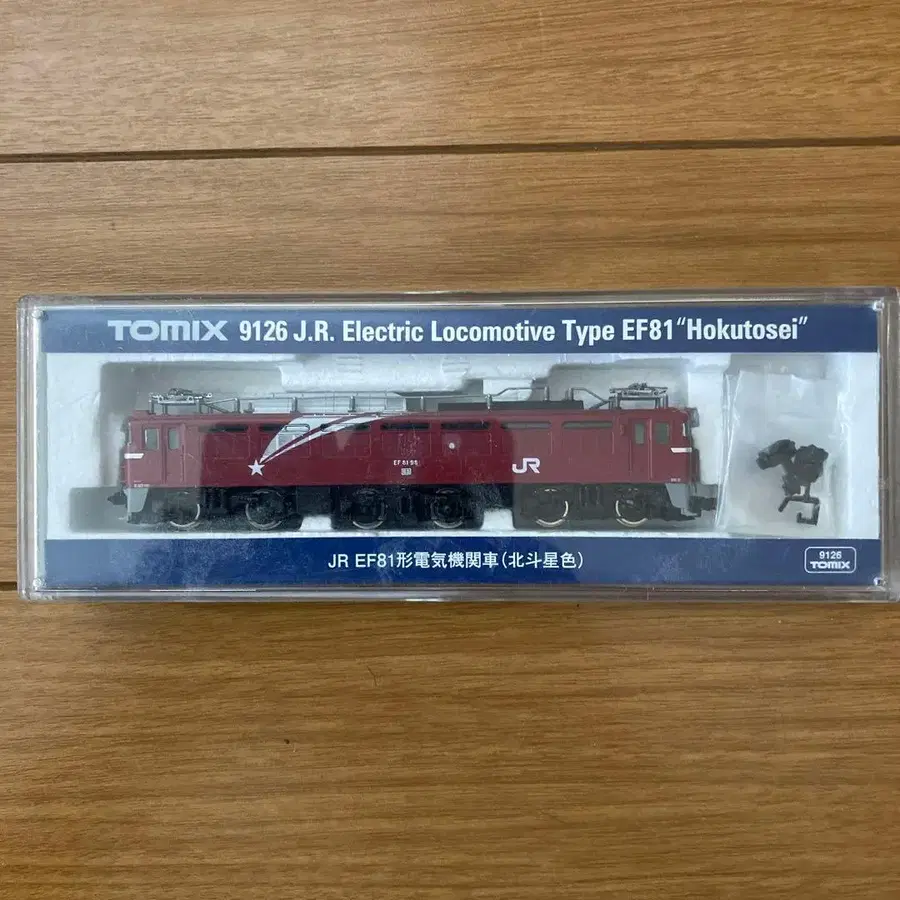 TOMIX 9126 J.R. Electric Locomotive Type EF81 “Hokutosei”
JR
JR EF81形電気機関車(北斗星色)
9126
TOMIX